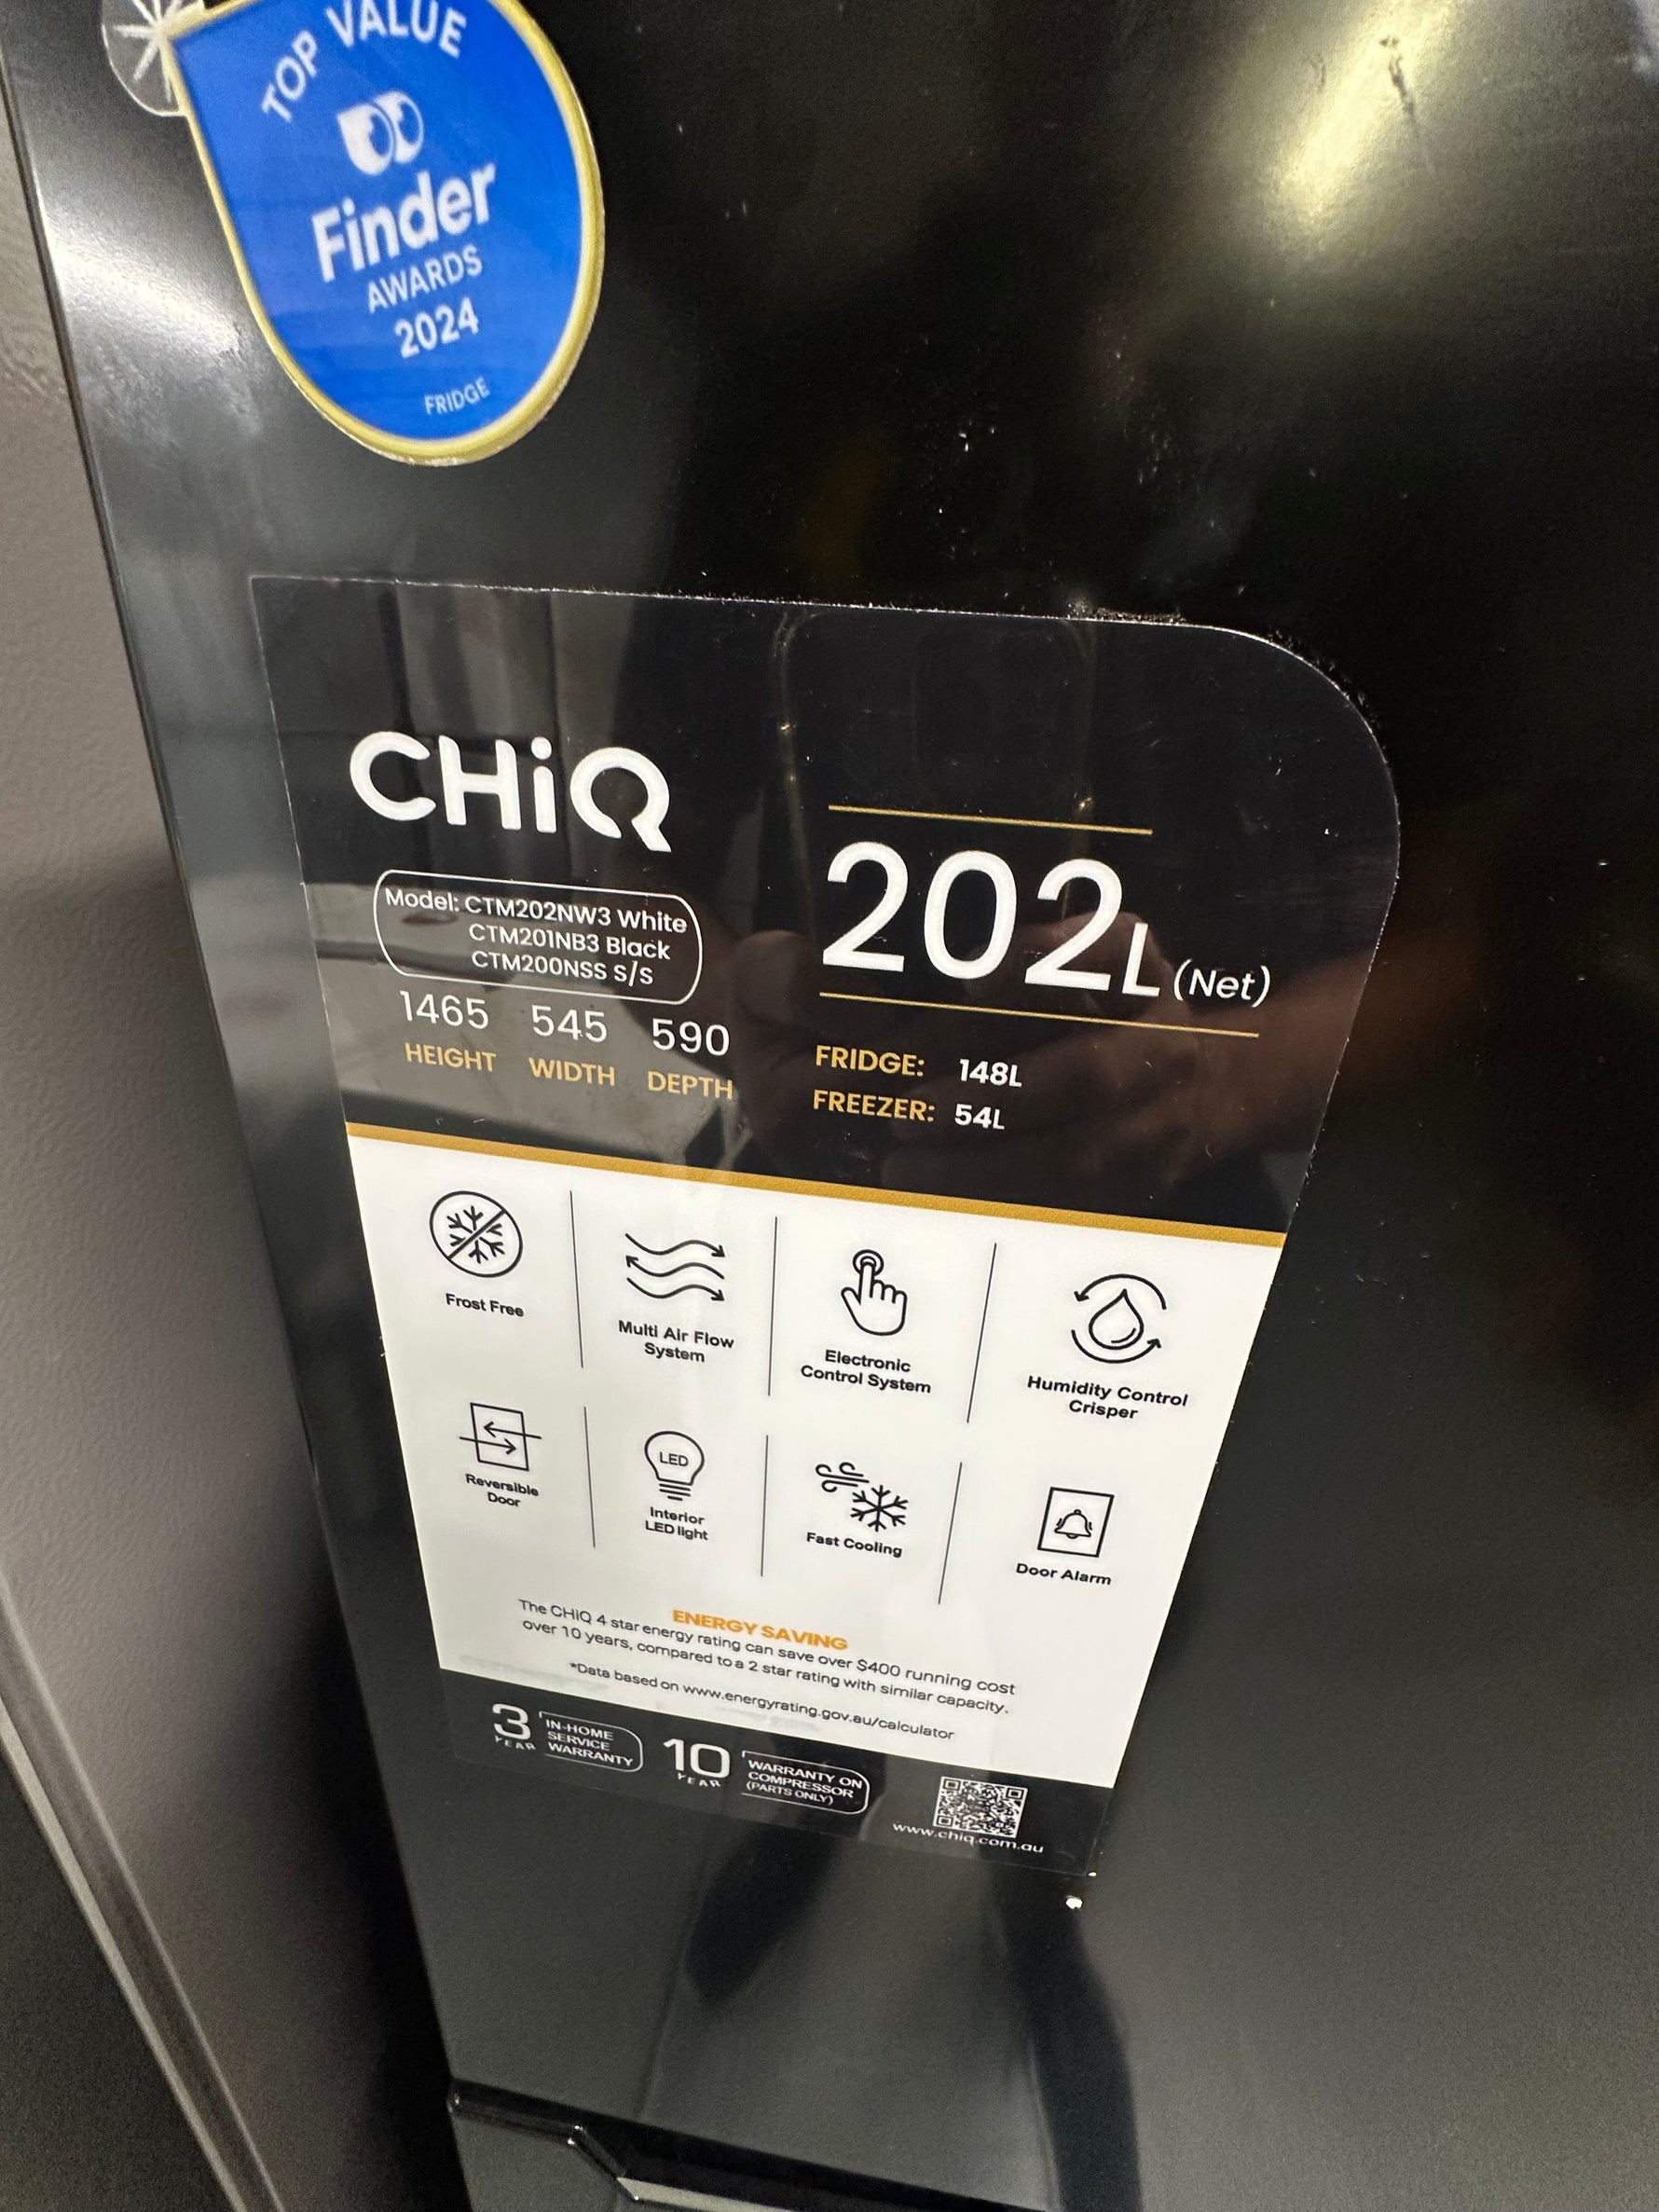 TOP VALUE
Finder
AWARDS
2024
FRIDGE
CHiQ
Model: CTM202NW3 White
CTM201NB3 Black
CTM200NSS S/S
1465 545 590
HEIGHT WIDTH DEPTH
202L (Net)
FRIDGE: 148L
FREEZER: 54L
Frost Free
Multi Air Flow
System
Electronic
Control System
Humidity Control
Crisper
Reversible
Door
LED
Interior
LED light
Fast Cooling
Door Alarm
ENERGY SAVING
The CHiQ 4 star energy rating can save over $400 running cost
over 10 years, compared to a 2 star rating with similar capacity.
*Data based on www.energyrating.gov.au/calculator
3
YEAR
IN-HOME
SERVICE
WARRANTY
10
YEAR
WARRANTY ON
COMPRESSOR
(PARTS ONLY)
www.chiq.com.au